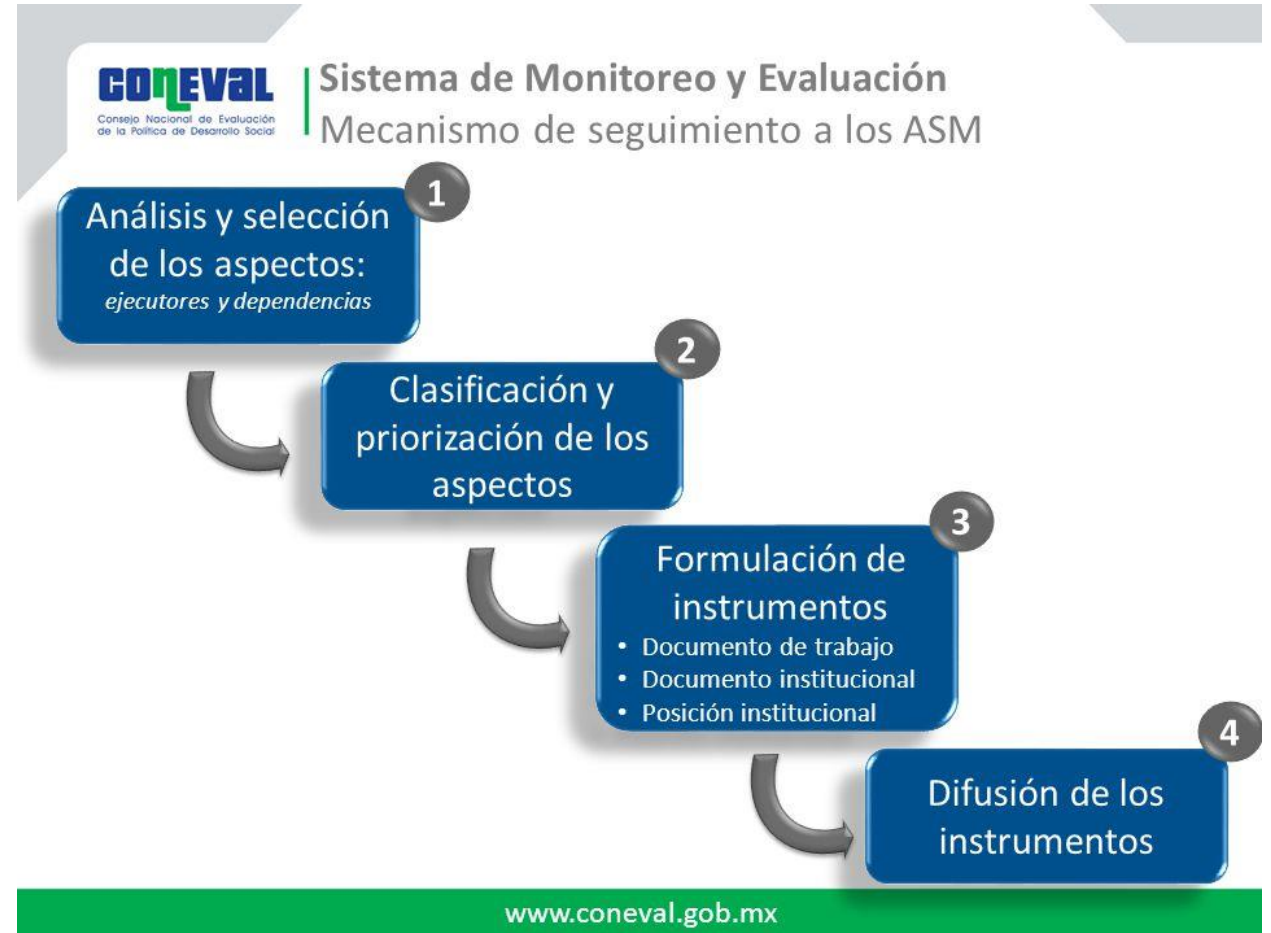 CONEVAL
Consejo Nacional de Evaluación
de la Política de Desarrollo Social
Sistema de Monitoreo y Evaluación
Mecanismo de seguimiento a los ASM
1
Análisis y selección
de los aspectos:
ejecutores y dependencias
2
Clasificación y
priorización de los
aspectos
3
Formulación de
instrumentos
• Documento de trabajo
• Documento institucional
• Posición institucional
4
Difusión de los
instrumentos
www.coneval.gob.mx